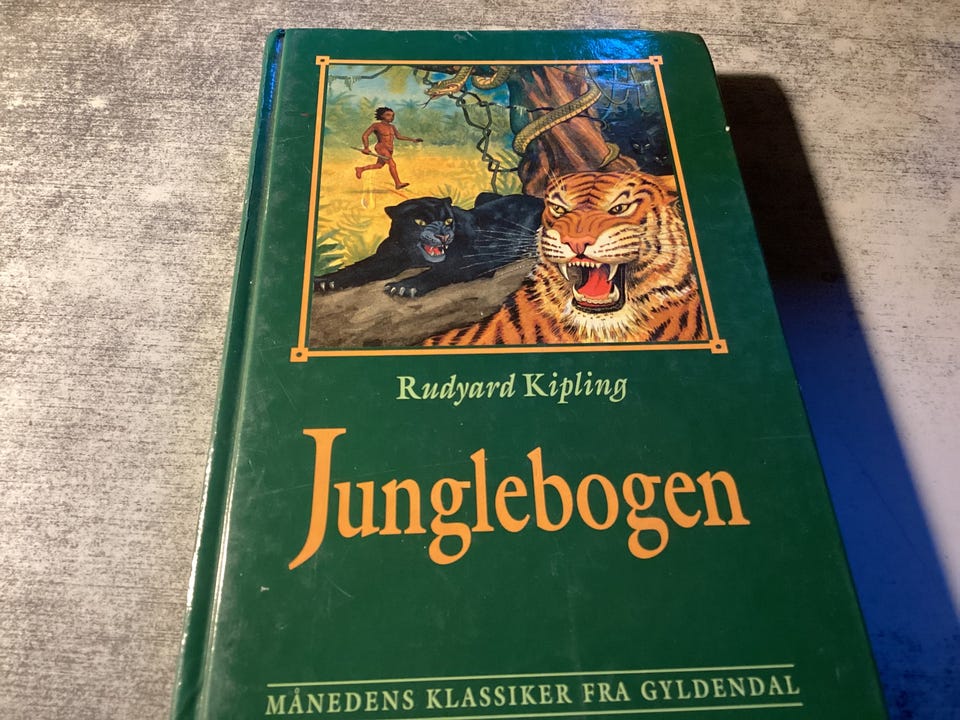 Rudyard Kipling
Junglebogen
MÅNEDENS KLASSIKER FRA GYLDENDAL